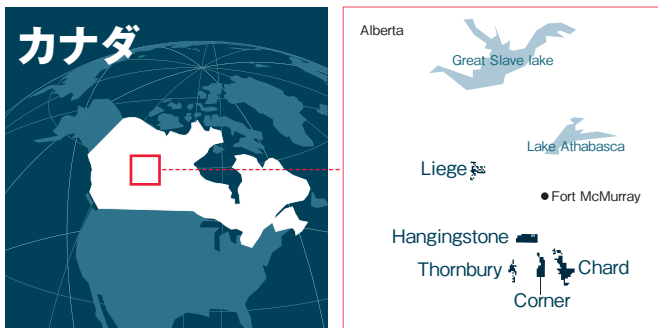 カナダ
Alberta
Great Slave lake
Lake Athabasca
Liege
Fort McMurray
Hangingstone
Thornbury
Chard
Corner